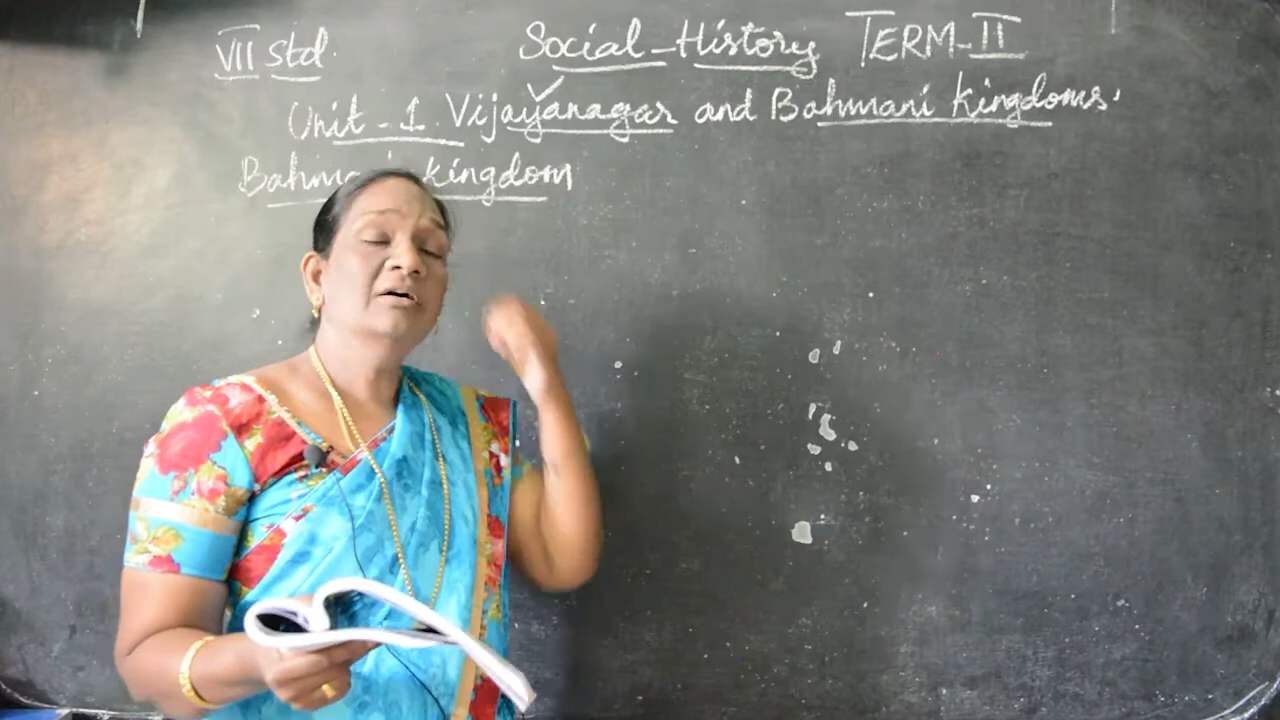 VII std. Social-History TERM-II
Unit-1. Vijayanagar and Bahmani Kingdoms.
kingdom